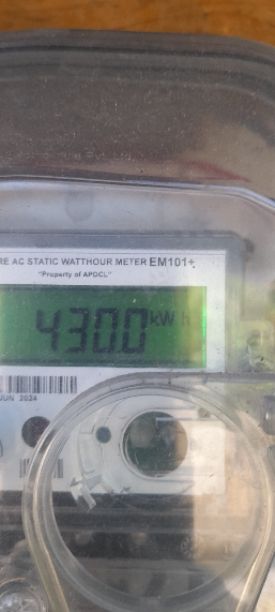 RE AC STATIC WATTHOUR METER EM101+
"Property of APDCL"
430.0 kWh
JUN 2024